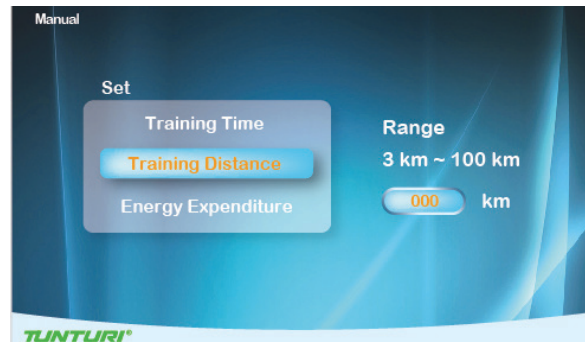 Manual
Set
Training Time
Training Distance
Energy Expenditure
Range
3 km ~ 100 km
000 km
TUNTURI®